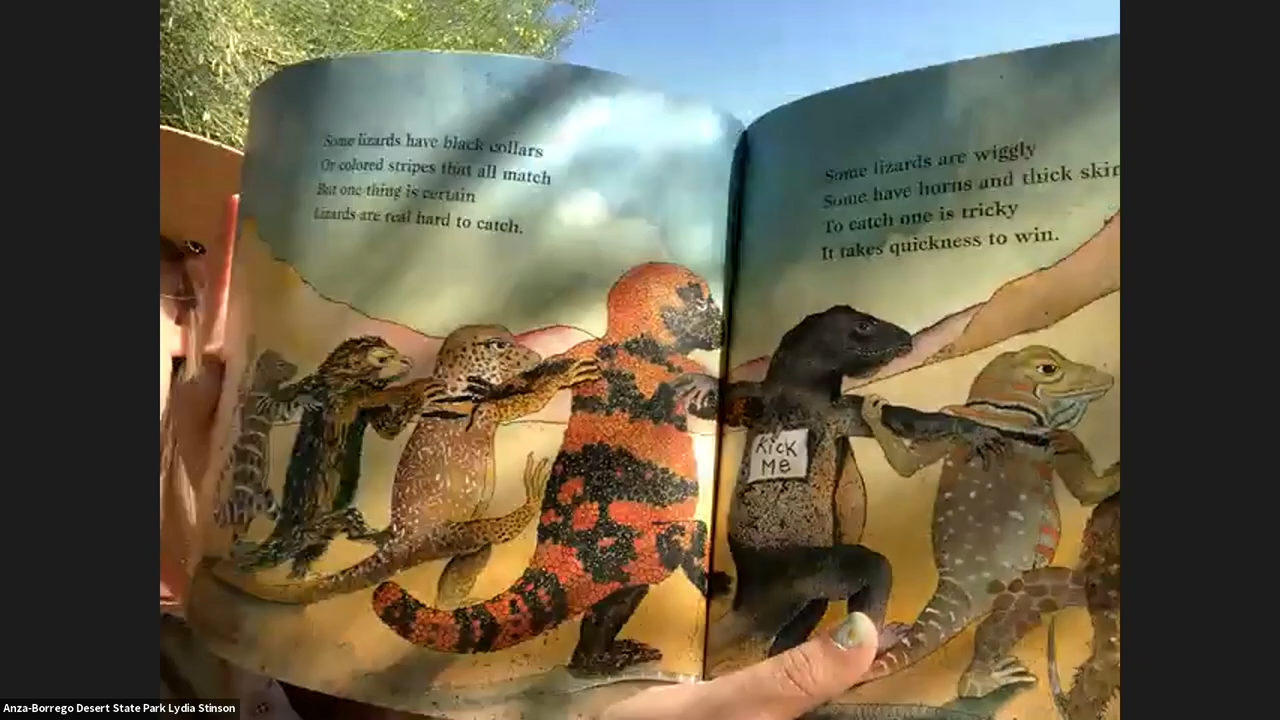 Some lizards have black collars
Or colored stripes that all match
But one thing is certain
Lizards are real hard to catch.
Some lizards are wiggly
Some have horns and thick skin
To catch one is tricky
It takes quickness to win.
Kick
Me
Anza-Borrego Desert State Park Lydia Stinson